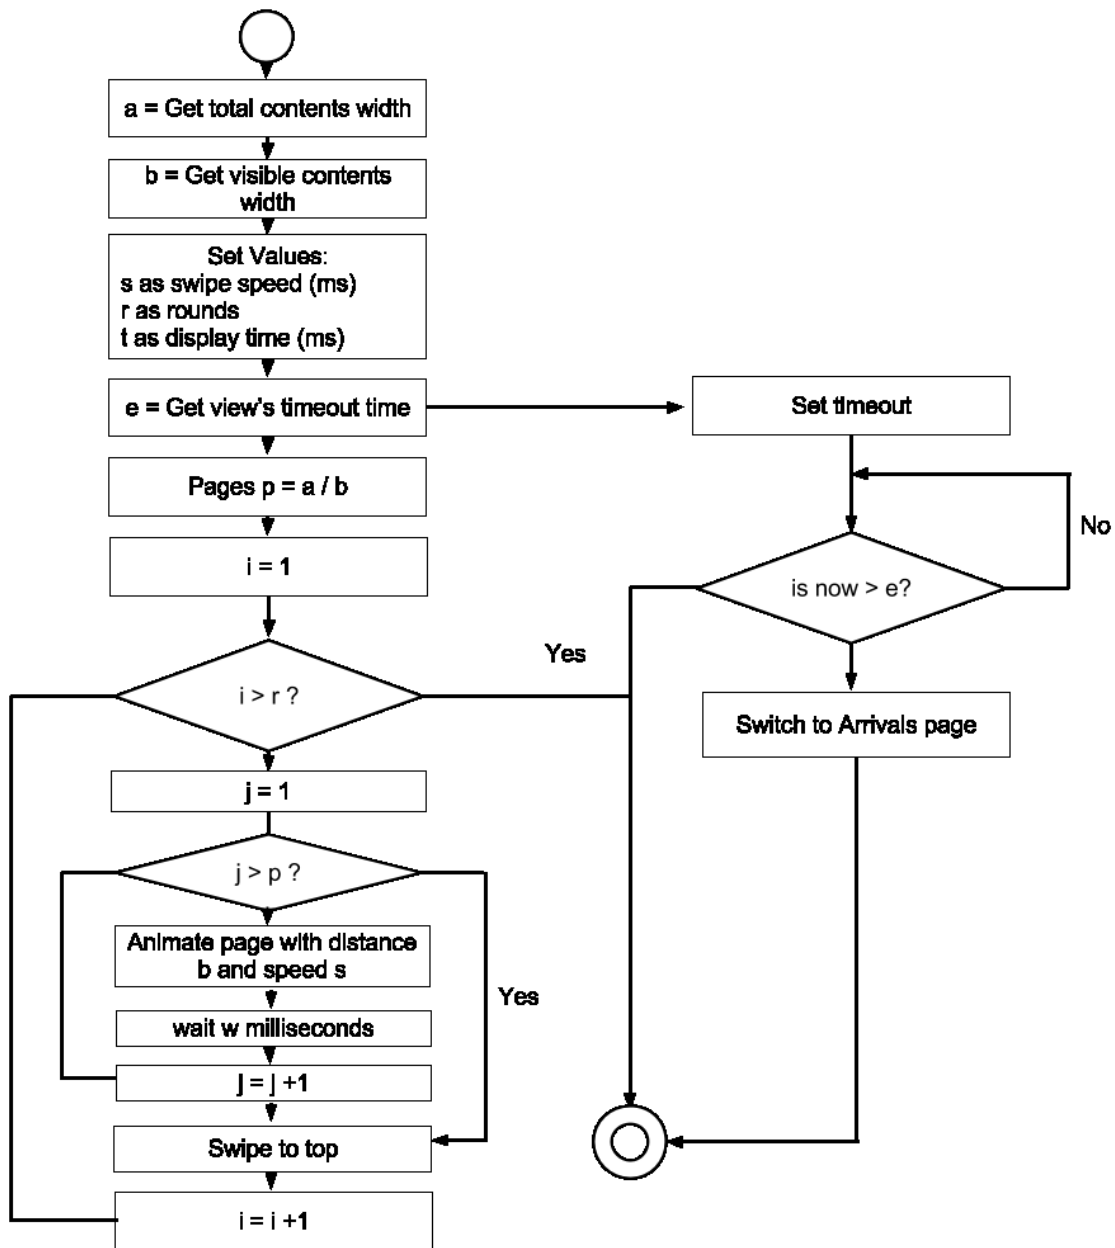 a = Get total contents width
b = Get visible contents
width
Set Values:
s as swipe speed (ms)
r as rounds
t as display time (ms)
e = Get view's timeout time
Set timeout
Pages p = a / b
No
i = 1
is now > e?
Yes
i > r ?
Switch to Arrivals page
j = 1
j > p ?
Animate page with distance
b and speed s
Yes
wait w milliseconds
j = j +1
Swipe to top
i = i +1